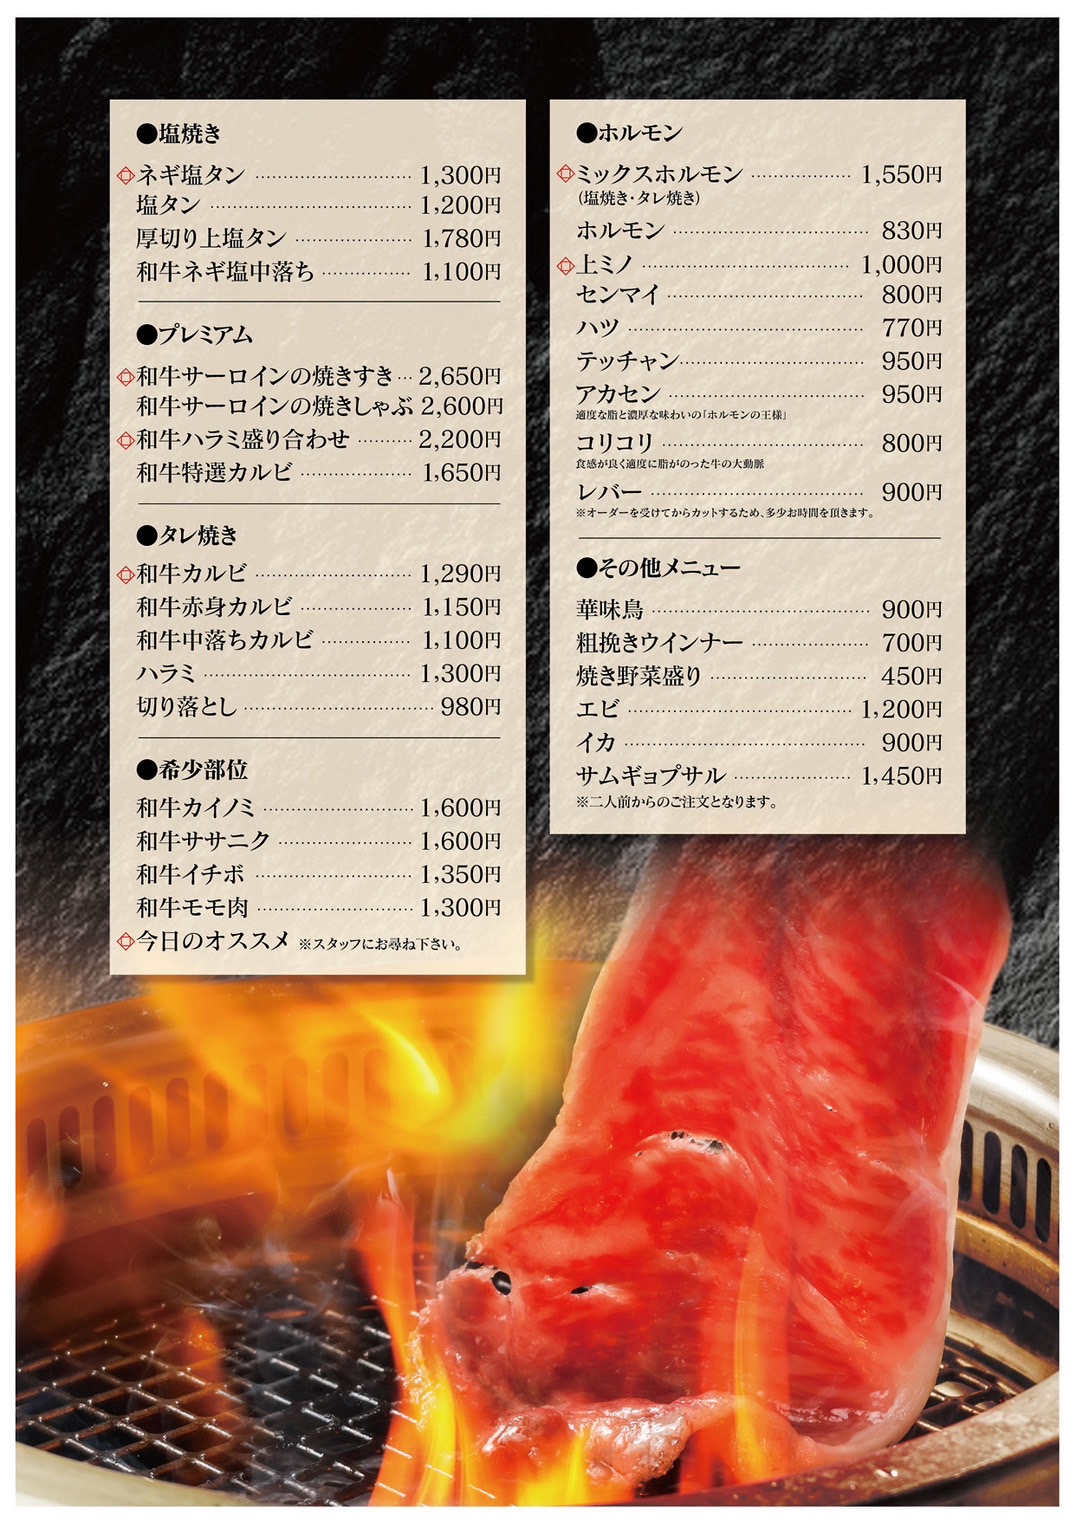 ●塩焼き
ネギ塩タン 1,300円
塩タン 1,200円
厚切り上塩タン 1,780円
和牛ネギ塩中落ち 1,100円
●プレミアム
和牛サーロインの焼きすき 2,650円
和牛サーロインの焼きしゃぶ 2,600円
和牛ハラミ盛り合わせ 2,200円
和牛特選カルビ 1,650円
●タレ焼き
和牛カルビ 1,290円
和牛赤身カルビ 1,150円
和牛中落ちカルビ 1,100円
ハラミ 1,300円
切り落とし 980円
●希少部位
和牛カイノミ 1,600円
和牛ササニク 1,600円
和牛イチボ 1,350円
和牛モモ肉 1,300円
今日のオススメ ※スタッフにお尋ね下さい。
●ホルモン
ミックスホルモン 1,550円
(塩焼き・タレ焼き)
ホルモン 830円
上ミノ 1,000円
センマイ 800円
ハツ 770円
テッチャン 950円
アカセン 950円
適度な脂と濃厚な味わいの「ホルモンの王様」
コリコリ 800円
食感が良く適度に脂がのった牛の大動脈
レバー 900円
※オーダーを受けてからカットするため、多少お時間を頂きます。
●その他メニュー
華味鳥 900円
粗挽きウインナー 700円
焼き野菜盛り 450円
エビ 1,200円
イカ 900円
サムギョプサル 1,450円
※二人前からのご注文となります。